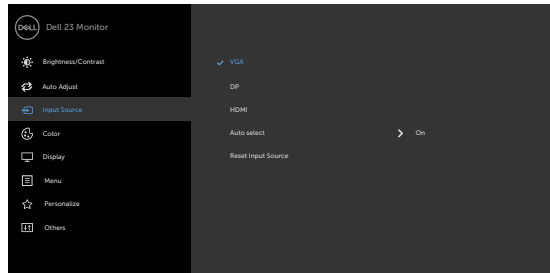 DELL Dell 23 Monitor
Brightness/Contrast
Auto Adjust
Input Source
Color
Display
Menu
Personalize
Others
VGA
DP
HDMI
Auto select On
Reset Input Source